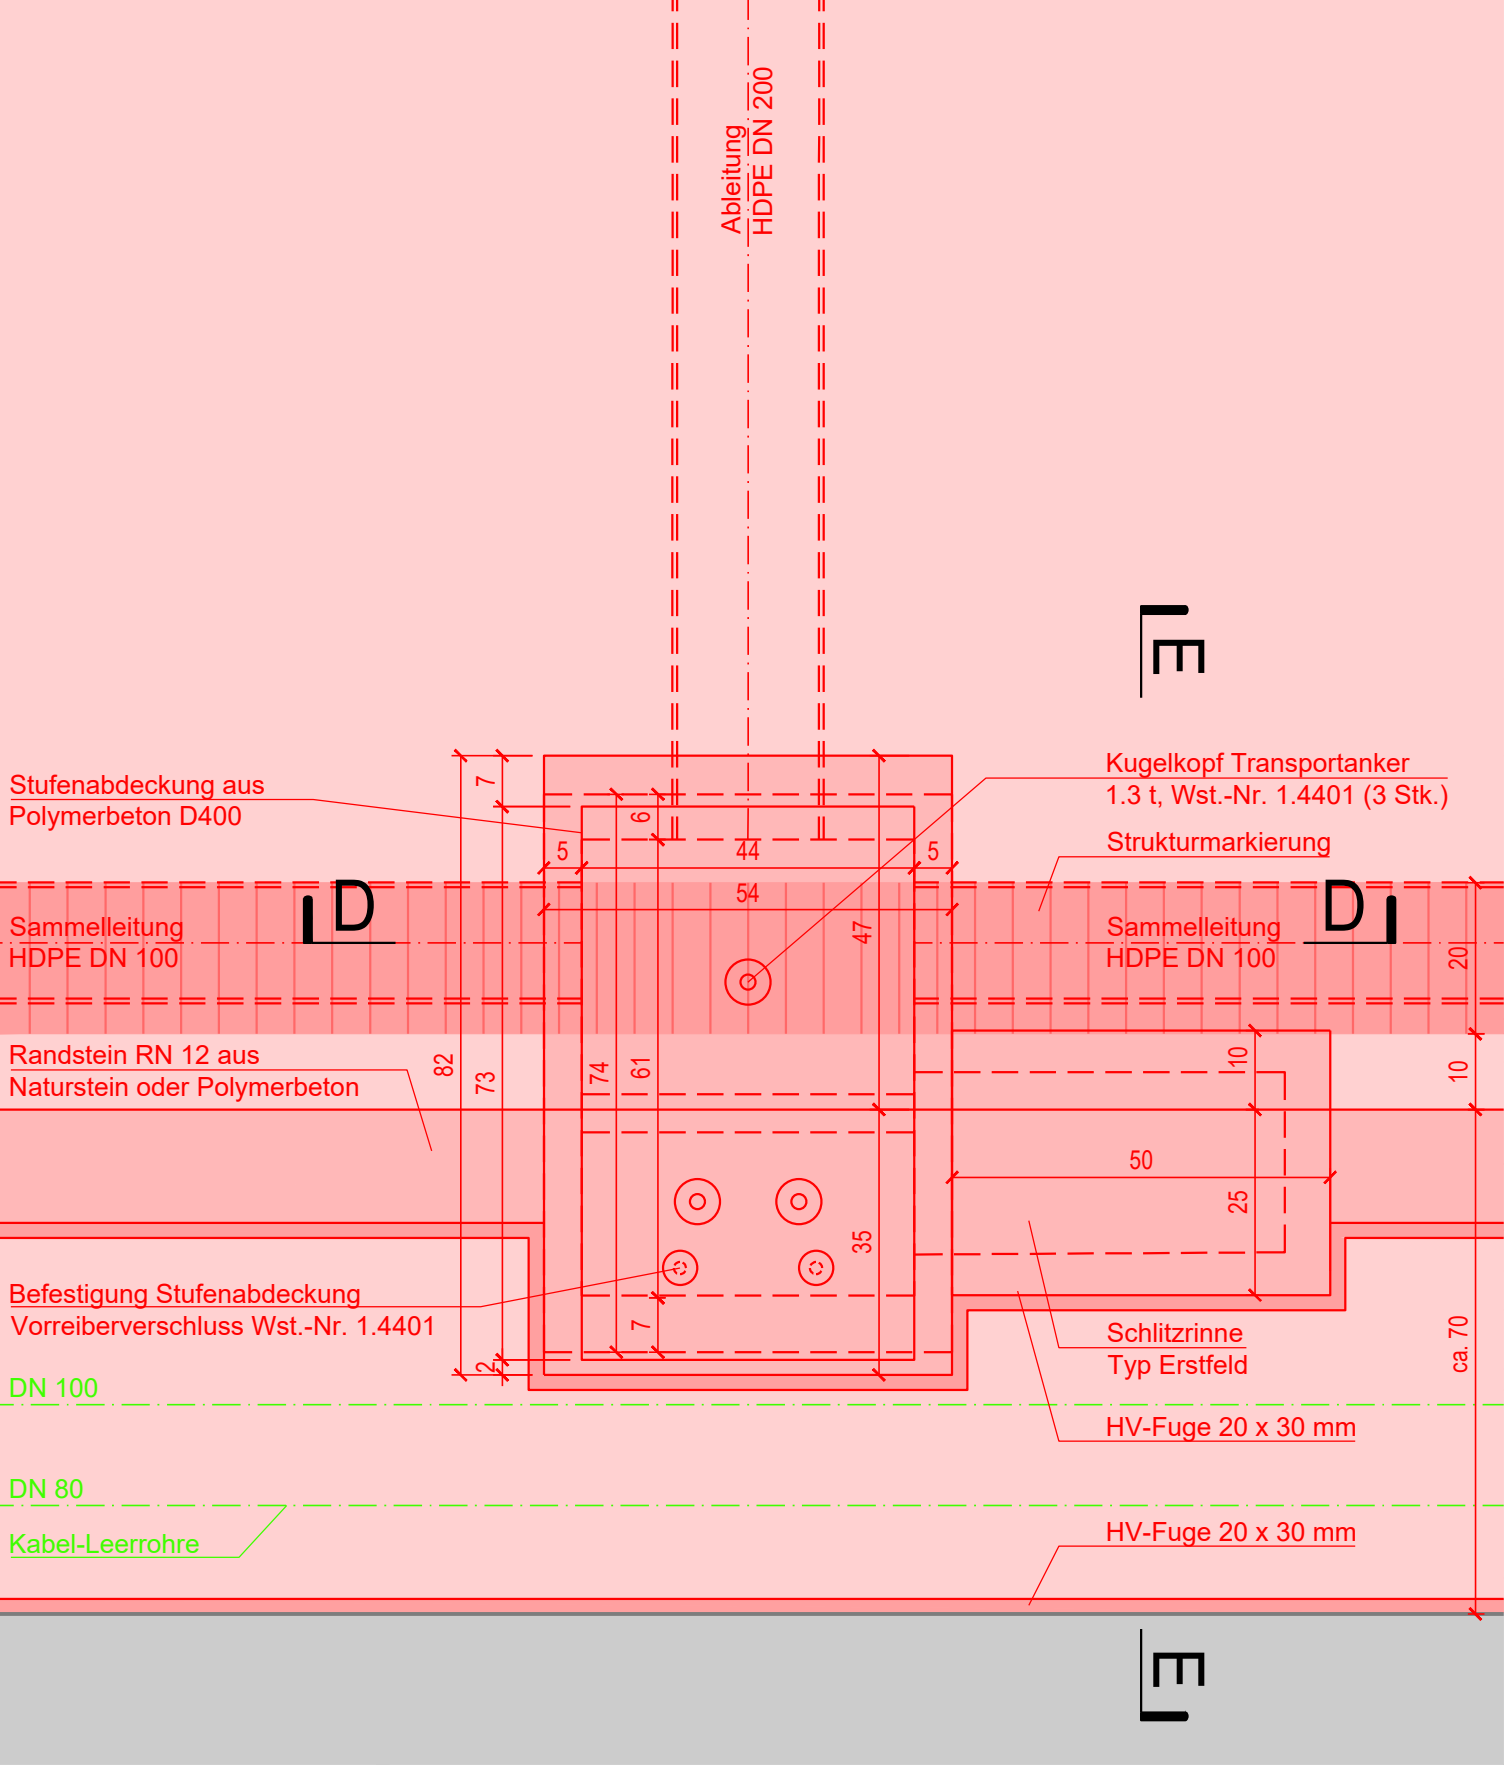 Ableitung
HDPE DN 200
E
Kugelkopf Transportanker
1.3 t, Wst.-Nr. 1.4401 (3 Stk.)
Stufenabdeckung aus
Polymerbeton D400
7
6
Strukturmarkierung
5
44
5
54
D
D
Sammelleitung
HDPE DN 100
47
Sammelleitung
HDPE DN 100
20
Randstein RN 12 aus
Naturstein oder Polymerbeton
82
73
74
61
10
10
50
25
35
Befestigung Stufenabdeckung
Vorreiberverschluss Wst.-Nr. 1.4401
7
2
Schlitzrinne
Typ Erstfeld
ca. 70
DN 100
HV-Fuge 20 x 30 mm
DN 80
Kabel-Leerrohre
HV-Fuge 20 x 30 mm
E